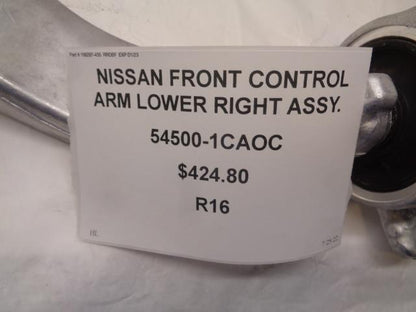 NISSAN FRONT CONTROL
ARM LOWER RIGHT ASSY.
54500-1CAOC
$424.80
R16